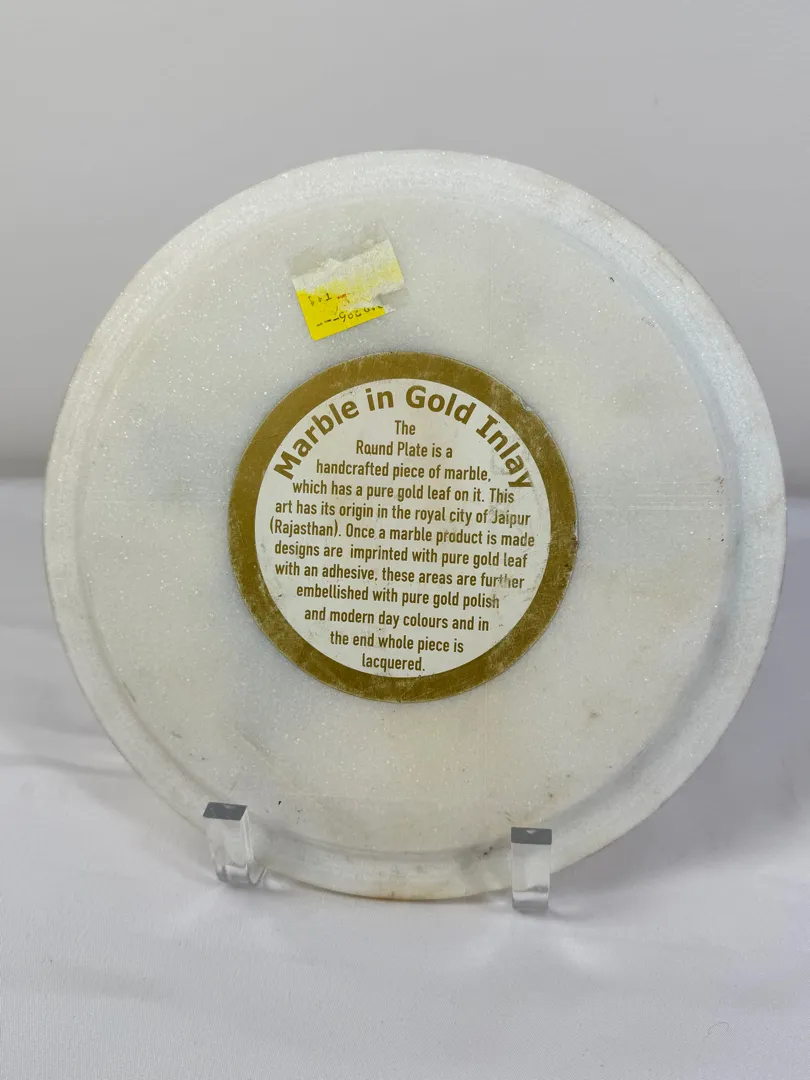 Marble in Gold Inlay
The
Round Plate is a
handcrafted piece of marble,
which has a pure gold leaf on it. This
art has its origin in the royal city of Jaipur
(Rajasthan). Once a marble product is made
designs are imprinted with pure gold leaf
with an adhesive, these areas are further
embellished with pure gold polish
and modern day colours and in
the end whole piece is
lacquered.